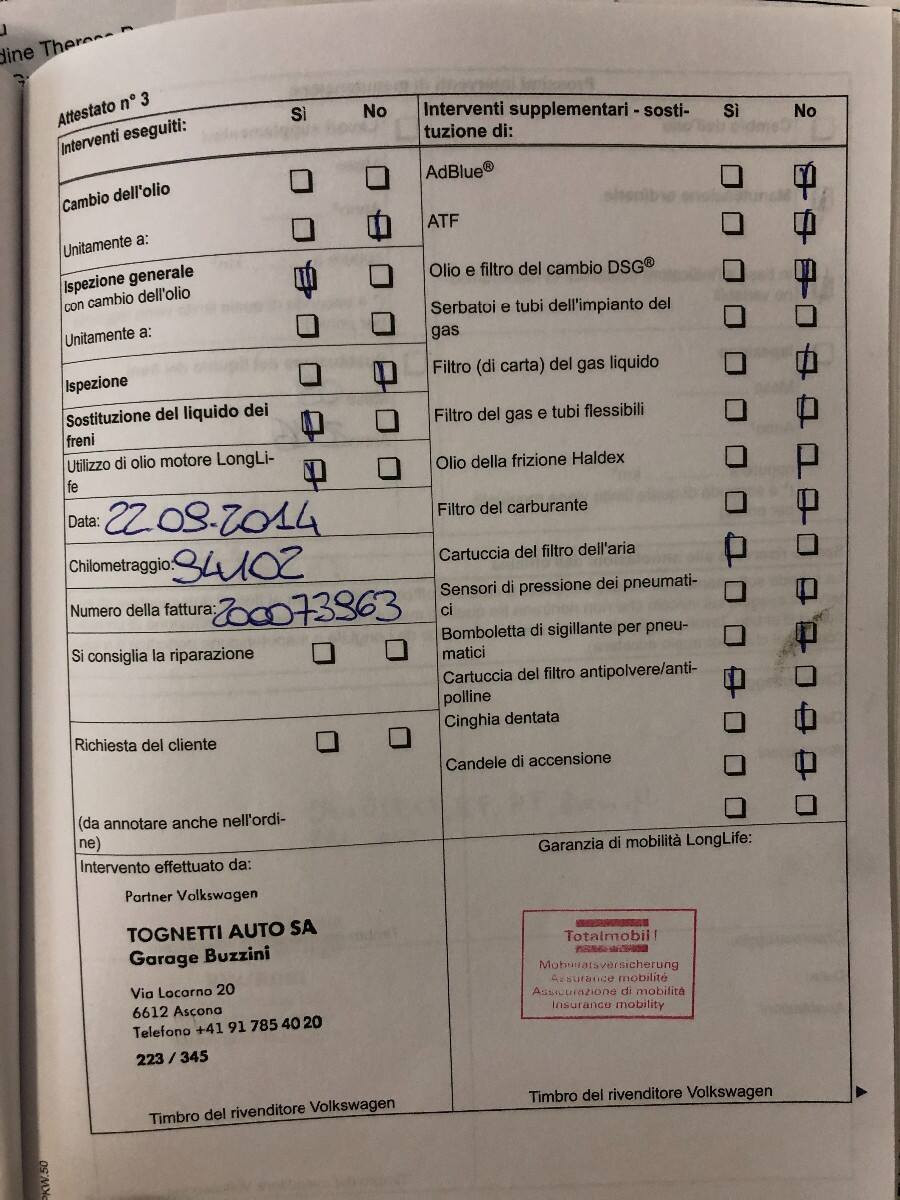 dine
Attestato n° 3
Interventi eseguiti: Sì No
Cambio dell'olio
Unitamente a:
Ispezione generale
con cambio dell'olio
Unitamente a:
Ispezione
Sostituzione del liquido dei
freni
Utilizzo di olio motore LongLi-
fe
Data: 22.09.2014
Chilometraggio: 94102
Numero della fattura: 200073963
Si consiglia la riparazione
Richiesta del cliente
(da annotare anche nell'ordi-
ne)
Interventi supplementari - sosti- Sì No
tuzione di:
AdBlue®
ATF
Olio e filtro del cambio DSG®
Serbatoi e tubi dell'impianto del
gas
Filtro (di carta) del gas liquido
Filtro del gas e tubi flessibili
Olio della frizione Haldex
Filtro del carburante
Cartuccia del filtro dell'aria
Sensori di pressione dei pneumati-
ci
Bomboletta di sigillante per pneu-
matici
Cartuccia del filtro antipolvere/anti-
polline
Cinghia dentata
Candele di accensione
Intervento effettuato da:
Partner Volkswagen
TOGNETTI AUTO SA
Garage Buzzini
Via Locarno 20
6612 Ascona
Telefono +41 91 785 40 20
223 / 345
Timbro del rivenditore Volkswagen
Garanzia di mobilità LongLife:
Totalmobil!
Mobilitätsversicherung
Assurance mobilité
Assicurazione di mobilità
Insurance mobility
Timbro del rivenditore Volkswagen
PKW.50